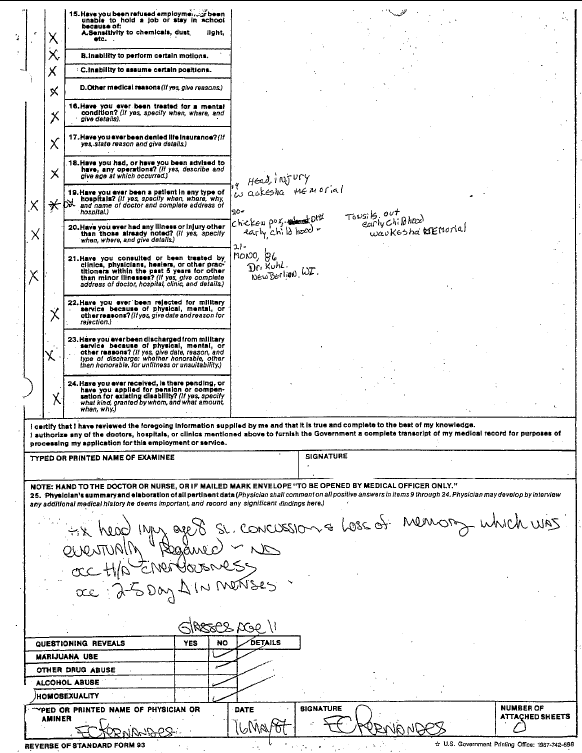 15. Have you been refused employment or been
unable to hold a job or stay in school
because of:
A. Sensitivity to chemicals, dust, light,
etc.
B. Inability to perform certain motions.
C. Inability to assume certain positions.
D. Other medical reasons (If yes, give reasons.)
16. Have you ever been treated for a mental
condition? (If yes, specify when, where, and
give details).
17. Have you ever been denied life insurance? (If
yes, state reason and give details.)
18. Have you had, or have you been advised to
have, any operations? (If yes, describe and
give age at which occurred.)
19. Have you ever been a patient in any type of
hospitals? (If yes, specify when, where, why,
and name of doctor and complete address of
hospital.)
20. Have you ever had any illness or injury other
than those already noted? (If yes, specify
when, where, and give details.)
21. Have you consulted or been treated by
clinics, physicians, healers, or other prac-
titioners within the past 5 years for other
than minor illnesses? (If yes, give complete
address of doctor, hospital, clinic, and details.)
22. Have you ever been rejected for military
service because of physical, mental, or
other reasons? (If yes, give date and reason for
rejection.)
23. Have you ever been discharged from military
service because of physical, mental, or
other reasons? (If yes, give date, reason, and
type of discharge: whether honorable, other
than honorable, for unfitness or unsuitability.)
24. Have you ever received, is there pending, or
have you applied for pension or compen-
sation for existing disability? (If yes, specify
what kind, granted by whom, and what amount,
when, why.)
19 Head injury
Waukesha Memorial
20-
Chicken pox
early childhood -
Tonsils out
early childhood
Waukesha Memorial
21-
MONO, 86
Dr. Kuhl
New Berlin, WI.
I certify that I have reviewed the foregoing information supplied by me and that it is true and complete to the best of my knowledge.
I authorize any of the doctors, hospitals, or clinics mentioned above to furnish the Government a complete transcript of my medical record for purposes of
processing my application for this employment or service.
TYPED OR PRINTED NAME OF EXAMINEE SIGNATURE
NOTE: HAND TO THE DOCTOR OR NURSE, OR IF MAILED MARK ENVELOPE "TO BE OPENED BY MEDICAL OFFICER ONLY."
25. Physician's summary and elaboration of all pertinent data (Physician shall comment on all positive answers in items 9 through 24. Physician may develop by interview
any additional medical history he deems important, and record any significant findings here.)
Hx head injy age 8 sl. concussion & Loss of Memory which was
eventually Regained - ND
occ H/A c nervousness
occ 2-5 Day Δ in menses
Glasses age 11
QUESTIONING REVEALS YES NO DETAILS
MARIJUANA USE
OTHER DRUG ABUSE
ALCOHOL ABUSE
HOMOSEXUALITY
TYPED OR PRINTED NAME OF PHYSICIAN OR
AMINER
EC FERNANDES
DATE
16 Mar 87
SIGNATURE
EC FERNANDES
NUMBER OF
ATTACHED SHEETS
0
REVERSE OF STANDARD FORM 93
☆ U.S. Government Printing Office: 1987-742-598